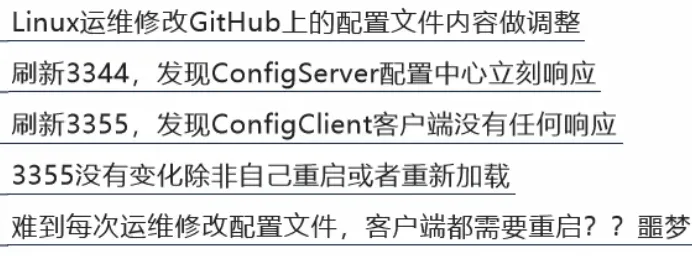 Linux运维修改GitHub上的配置文件内容做调整
刷新3344，发现ConfigServer配置中心立刻响应
刷新3355，发现ConfigClient客户端没有任何响应
3355没有变化除非自己重启或者重新加载
难到每次运维修改配置文件，客户端都需要重启？？噩梦